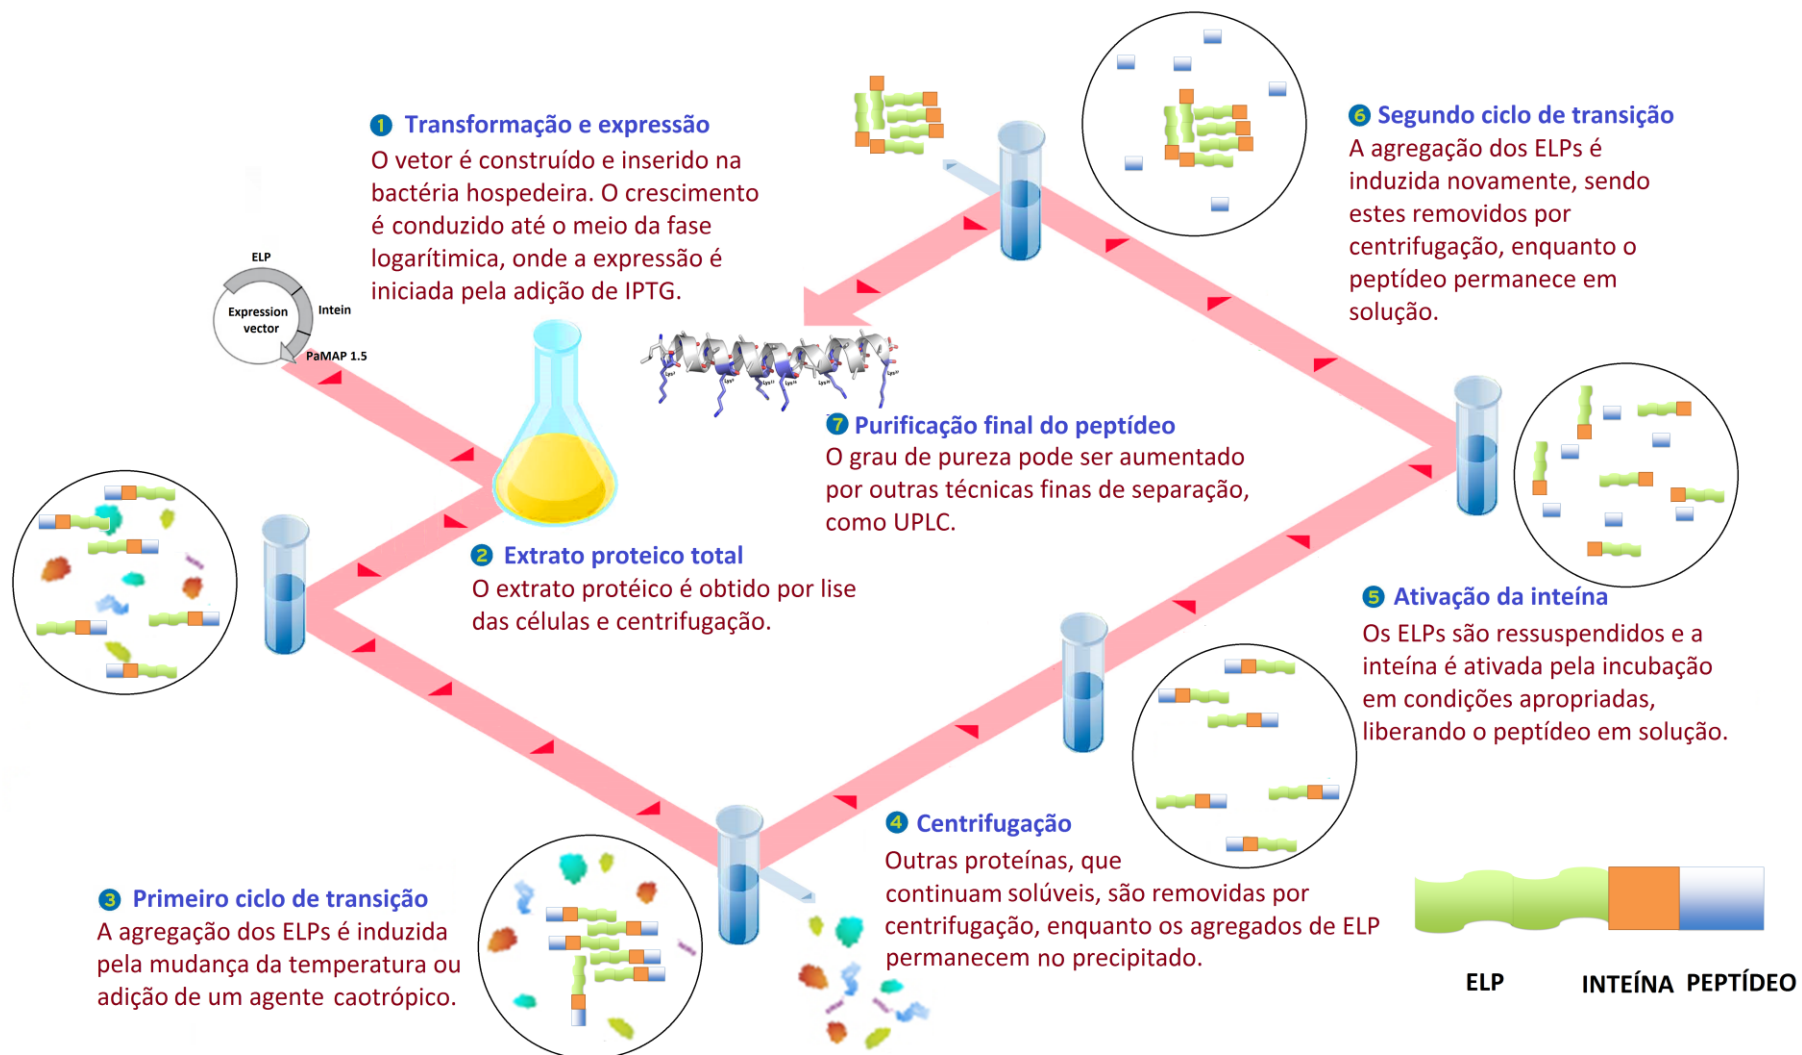 1 Transformação e expressão
O vetor é construído e inserido na
bactéria hospedeira. O crescimento
é conduzido até o meio da fase
logarítimica, onde a expressão é
iniciada pela adição de IPTG.
ELP
Expression
vector
Intein
PaMAP 1.5
2 Extrato proteico total
O extrato protéico é obtido por lise
das células e centrifugação.
3 Primeiro ciclo de transição
A agregação dos ELPs é induzida
pela mudança da temperatura ou
adição de um agente caotrópico.
4 Centrifugação
Outras proteínas, que
continuam solúveis, são removidas por
centrifugação, enquanto os agregados de ELP
permanecem no precipitado.
5 Ativação da inteína
Os ELPs são ressuspendidos e a
inteína é ativada pela incubação
em condições apropriadas,
liberando o peptídeo em solução.
6 Segundo ciclo de transição
A agregação dos ELPs é
induzida novamente, sendo
estes removidos por
centrifugação, enquanto o
peptídeo permanece em
solução.
7 Purificação final do peptídeo
O grau de pureza pode ser aumentado
por outras técnicas finas de separação,
como UPLC.
ELP INTEÍNA PEPTÍDEO